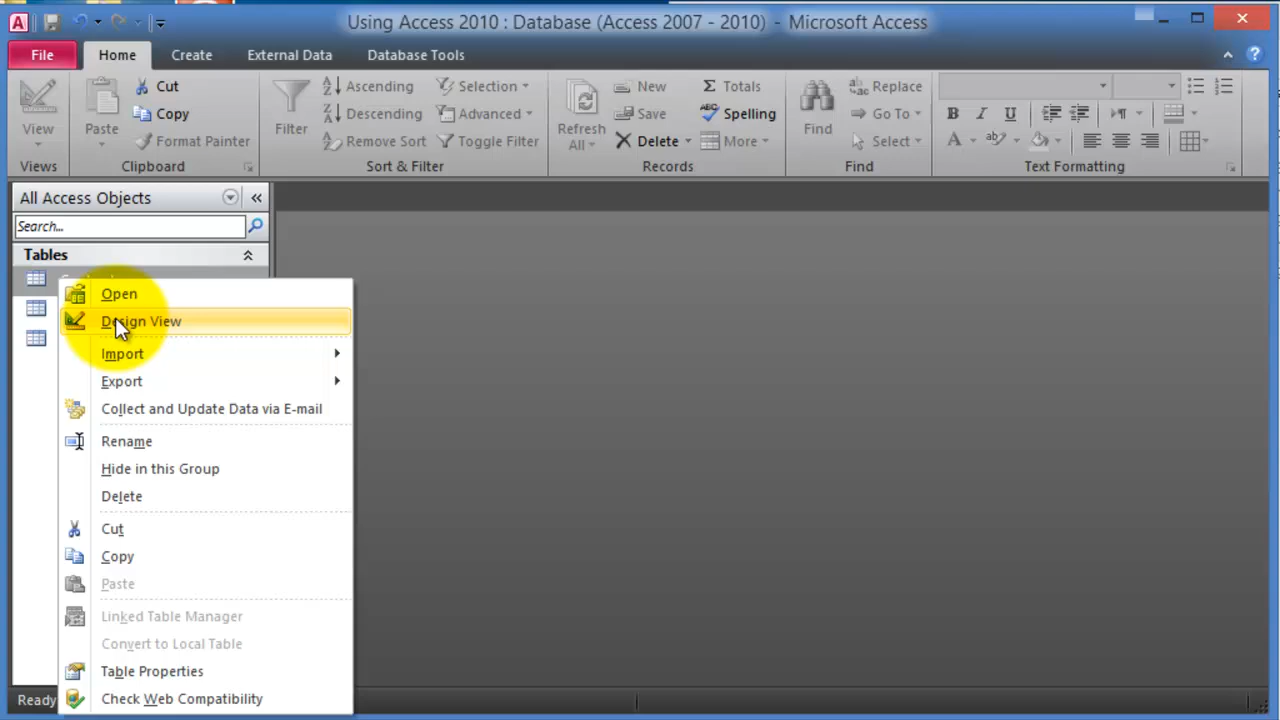 Using Access 2010 : Database (Access 2007 - 2010) - Microsoft Access
File Home Create External Data Database Tools
View
Views
Paste
Cut
Copy
Format Painter
Clipboard
Filter
Ascending
Descending
Remove Sort
Selection
Advanced
Toggle Filter
Sort & Filter
Refresh
All
New
Save
Delete
Totals
Spelling
More
Records
Find
Replace
Go To
Select
Find
B I U
A ab
Text Formatting
All Access Objects
Search...
Tables
Open
Design View
Import
Export
Collect and Update Data via E-mail
Rename
Hide in this Group
Delete
Cut
Copy
Paste
Linked Table Manager
Convert to Local Table
Table Properties
Check Web Compatibility
Ready